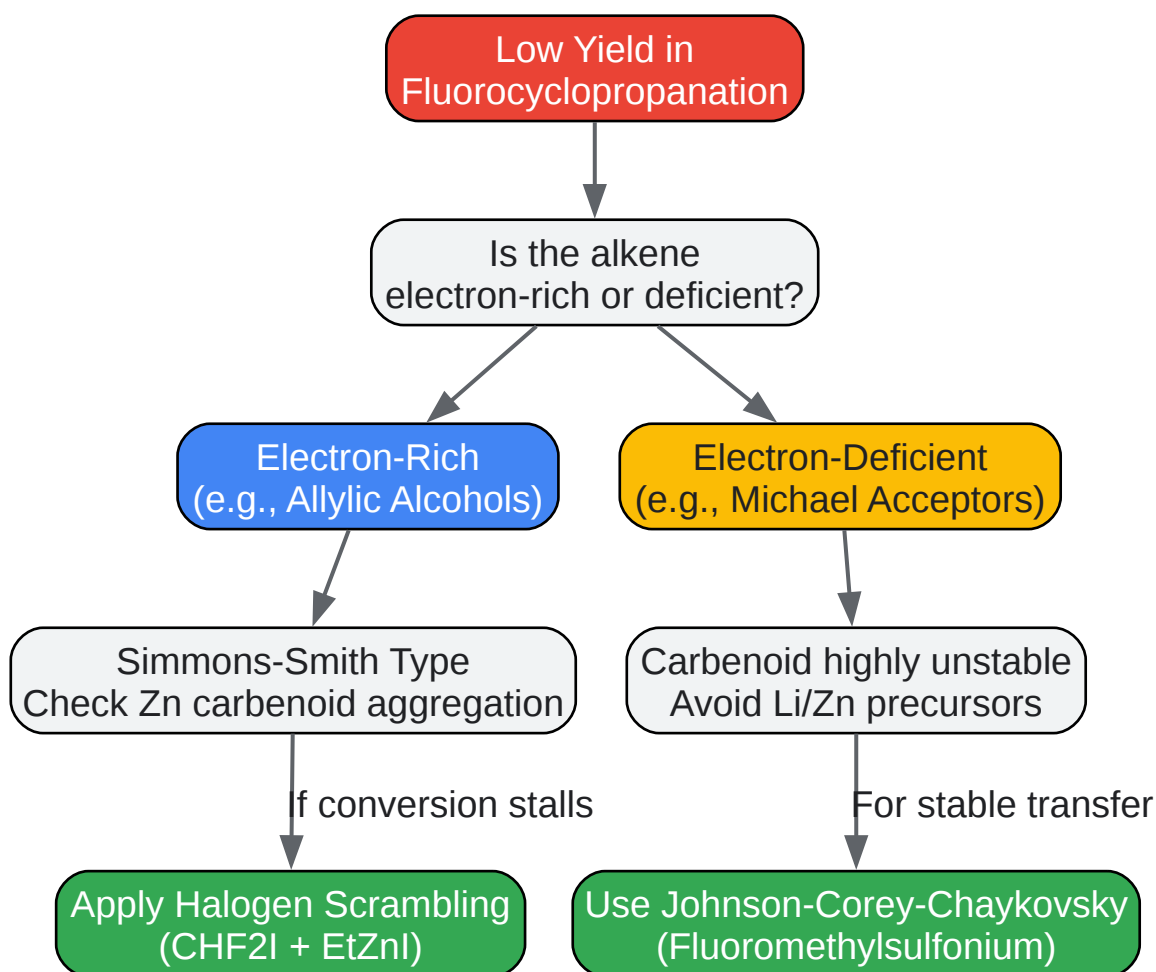 Low Yield in
Fluorocyclopropanation
Is the alkene
electron-rich or deficient?
Electron-Rich
(e.g., Allylic Alcohols)
Electron-Deficient
(e.g., Michael Acceptors)
Simmons-Smith Type
Check Zn carbenoid aggregation
Carbenoid highly unstable
Avoid Li/Zn precursors
If conversion stalls
For stable transfer
Apply Halogen Scrambling
(CHF2I + EtZnI)
Use Johnson-Corey-Chaykovsky
(Fluoromethylsulfonium)